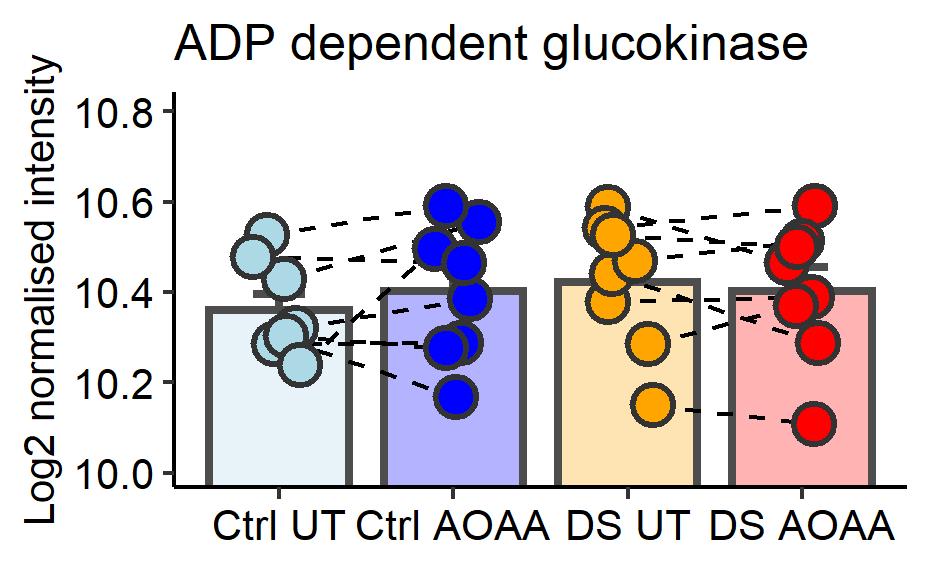 ADP dependent glucokinase
Log2 normalised intensity
10.8
10.6
10.4
10.2
10.0
Ctrl UT Ctrl AOAA DS UT DS AOAA